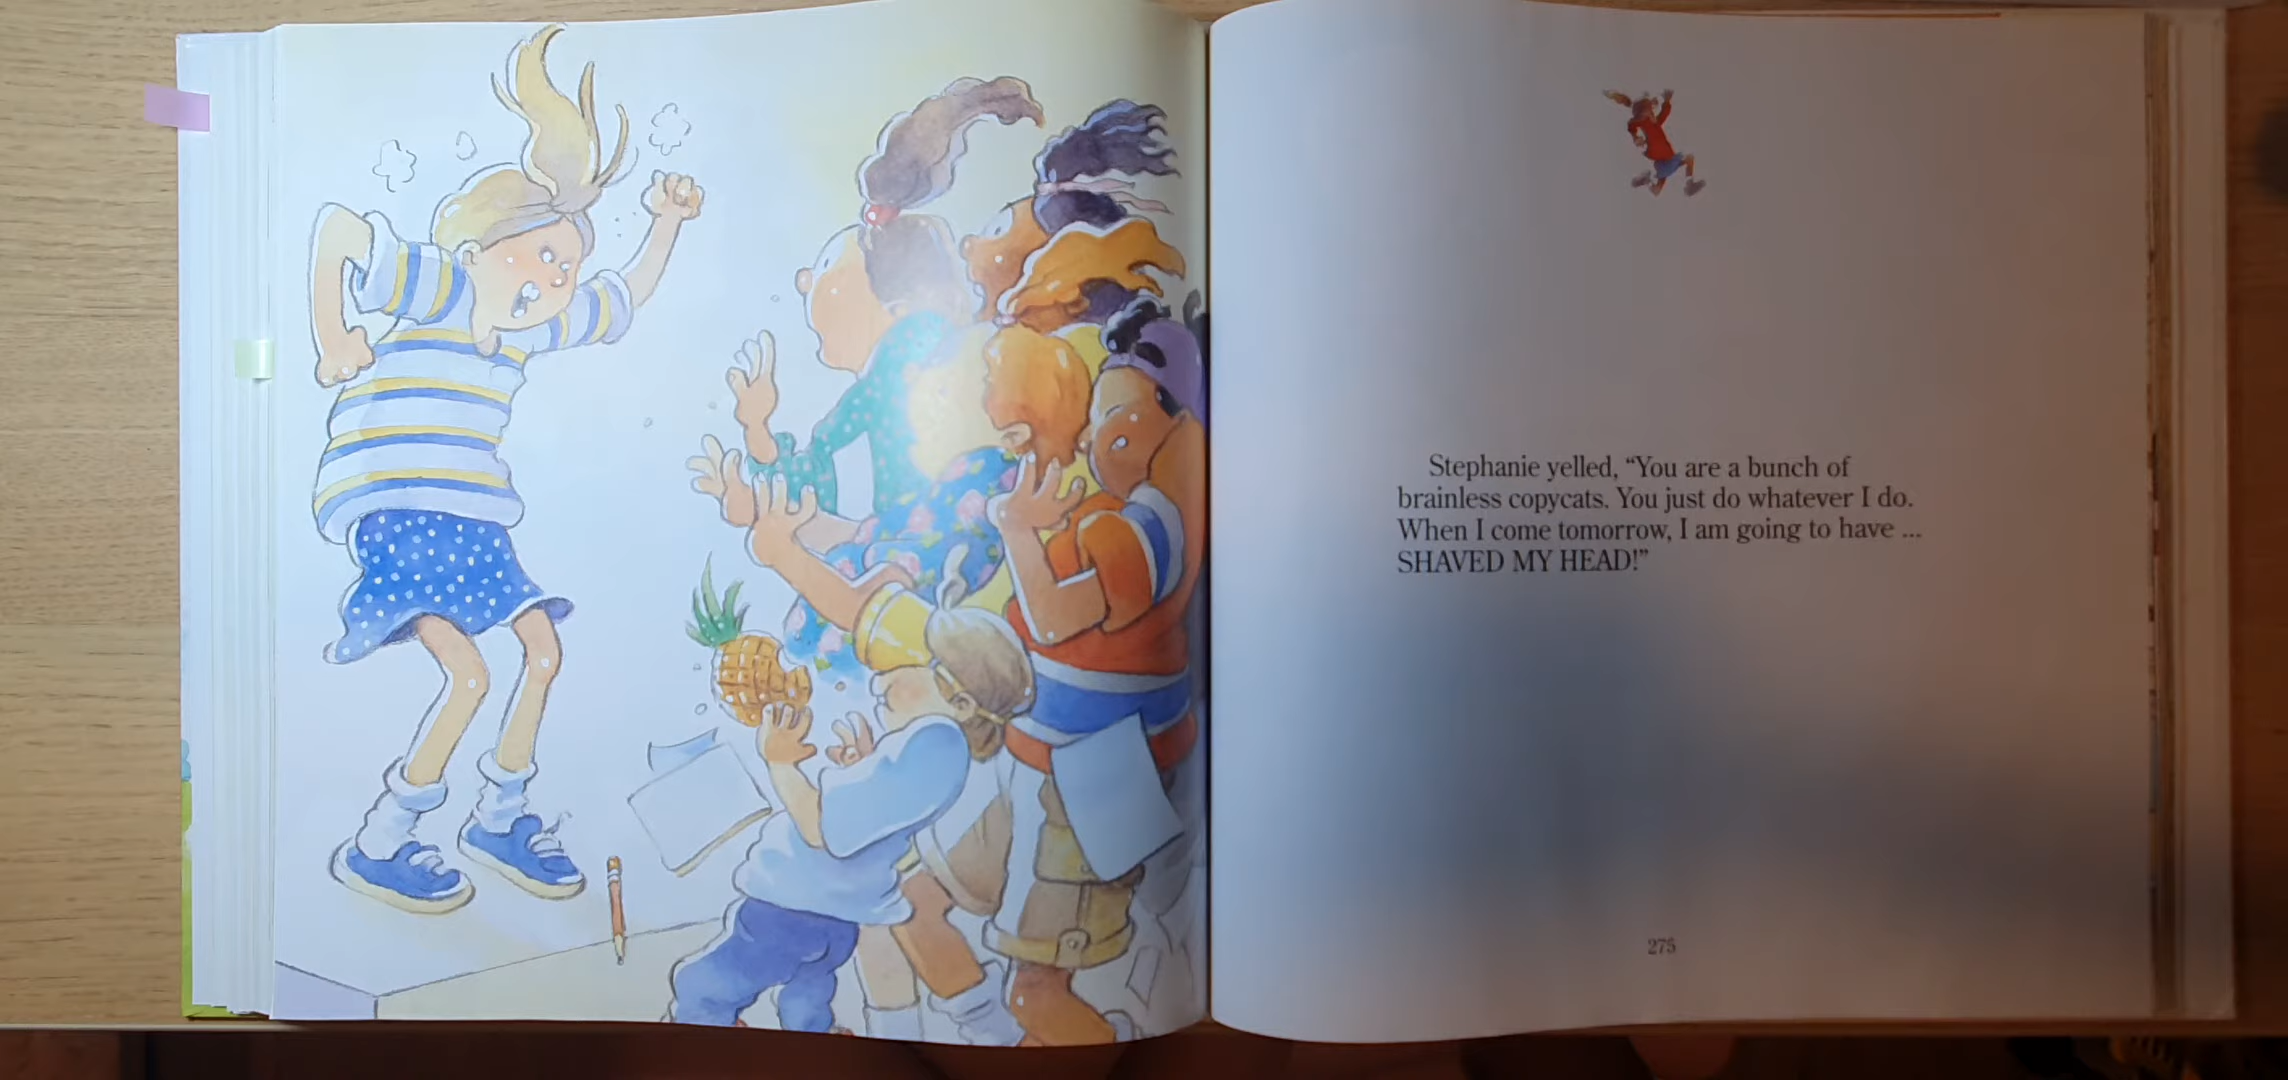 Stephanie yelled, “You are a bunch of
brainless copycats. You just do whatever I do.
When I come tomorrow, I am going to have ...
SHAVED MY HEAD!”
275